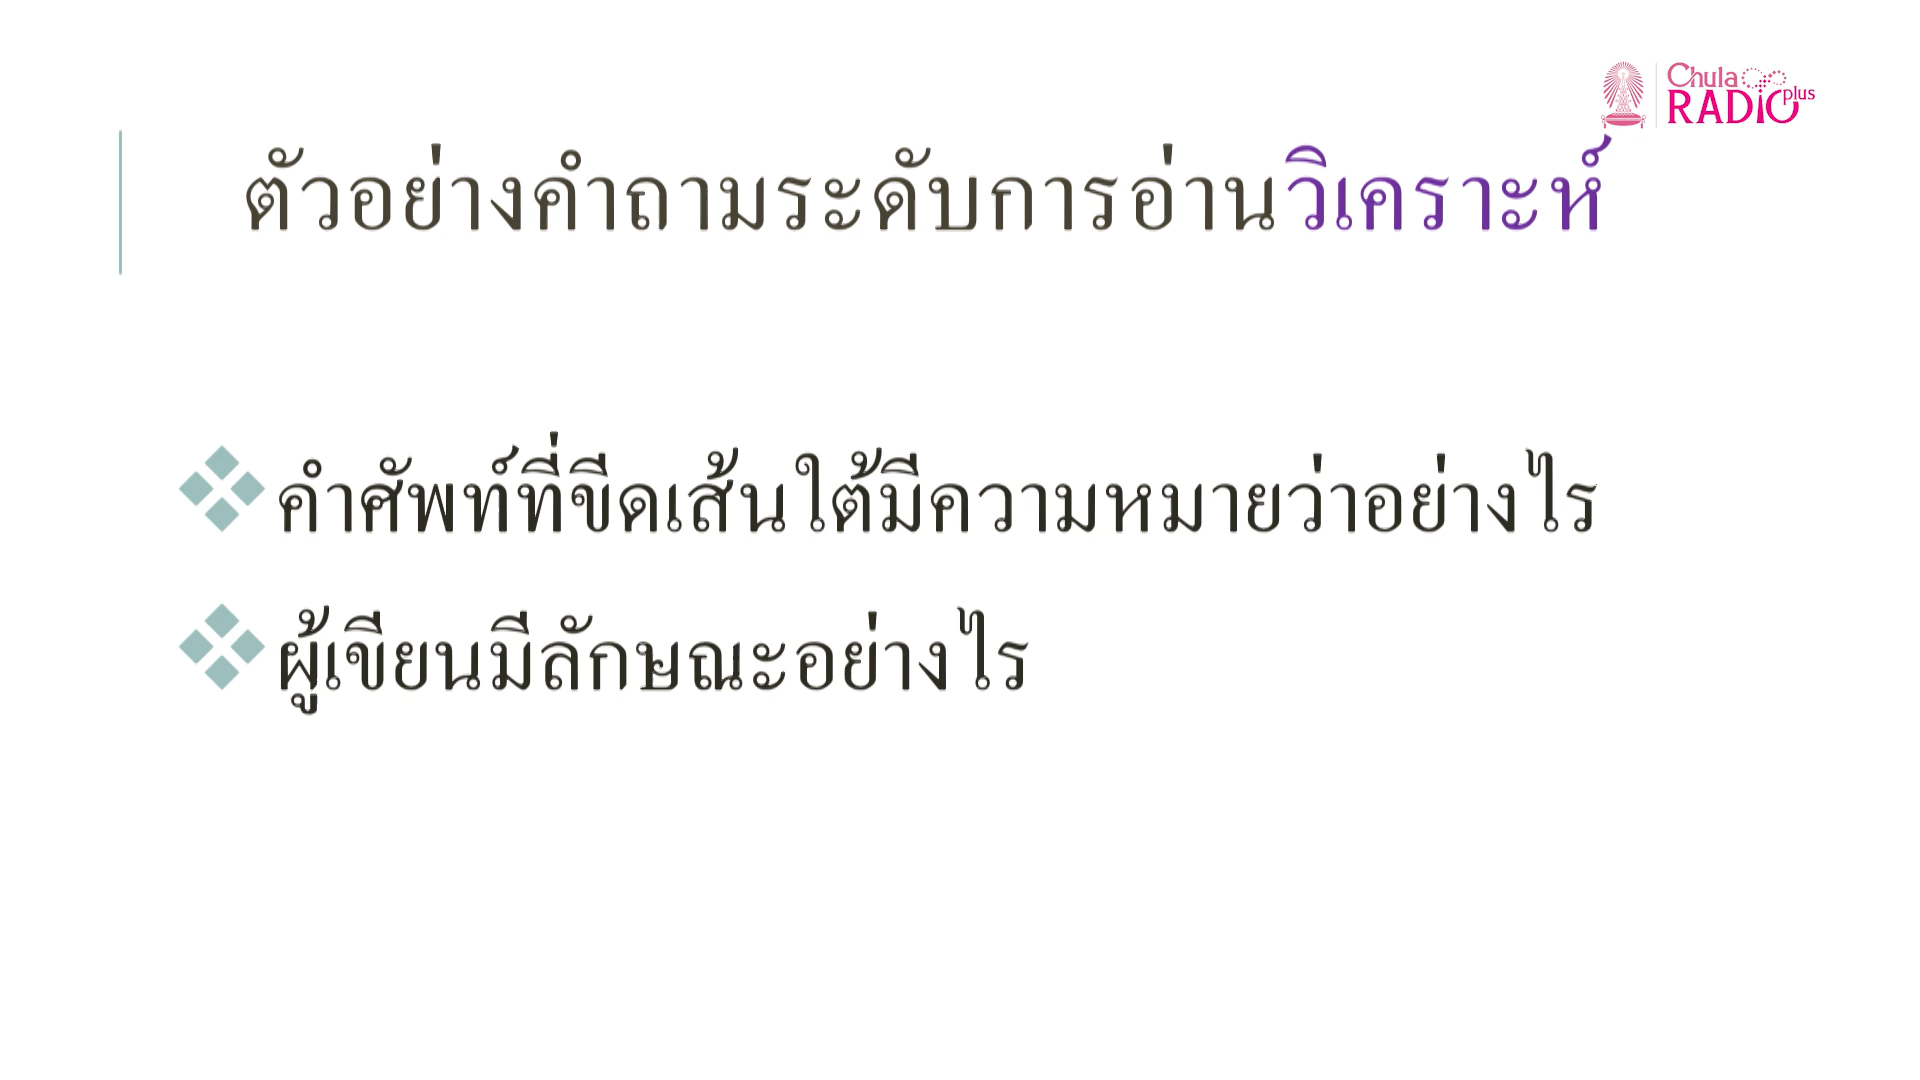 Chula
RADIO plus
ตัวอย่างคำถามระดับการอ่านวิเคราะห์
คำศัพท์ที่ขีดเส้นใต้มีความหมายว่าอย่างไร
ผู้เขียนมีลักษณะอย่างไร